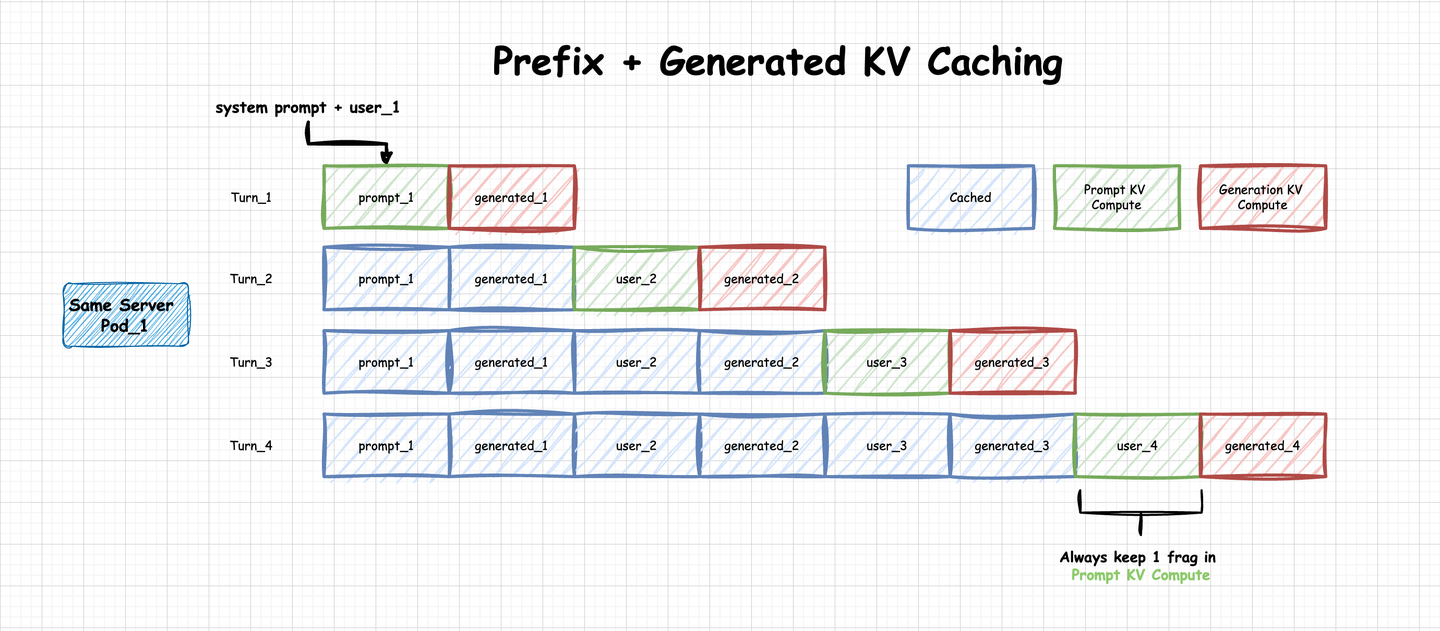 Prefix + Generated KV Caching
system prompt + user_1
Turn_1
prompt_1
generated_1
Cached
Prompt KV
Compute
Generation KV
Compute
Turn_2
prompt_1
generated_1
user_2
generated_2
Same Server
Pod_1
Turn_3
prompt_1
generated_1
user_2
generated_2
user_3
generated_3
Turn_4
prompt_1
generated_1
user_2
generated_2
user_3
generated_3
user_4
generated_4
Always keep 1 frag in
Prompt KV Compute